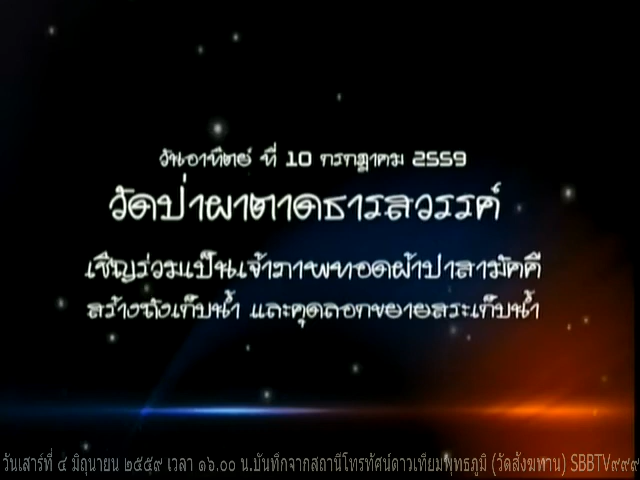 วันอาทิตย์ ที่ 10 กรกฎาคม 2559
วัดป่าผาตาดธารสวรรค์
เชิญร่วมเป็นเจ้าภาพทอดผ้าป่าสามัคคี
สร้างถังเก็บน้ำ และคุดลอกขยายสระเก็บน้ำ
วันเสาร์ที่ ๔ มิถุนายน ๒๕๕๙ เวลา ๑๖.๐๐ น.บันทึกจากสถานีโทรทัศน์ดาวเทียมพุทธภูมิ (วัดสังฆทาน) SBBTV๙๙๙